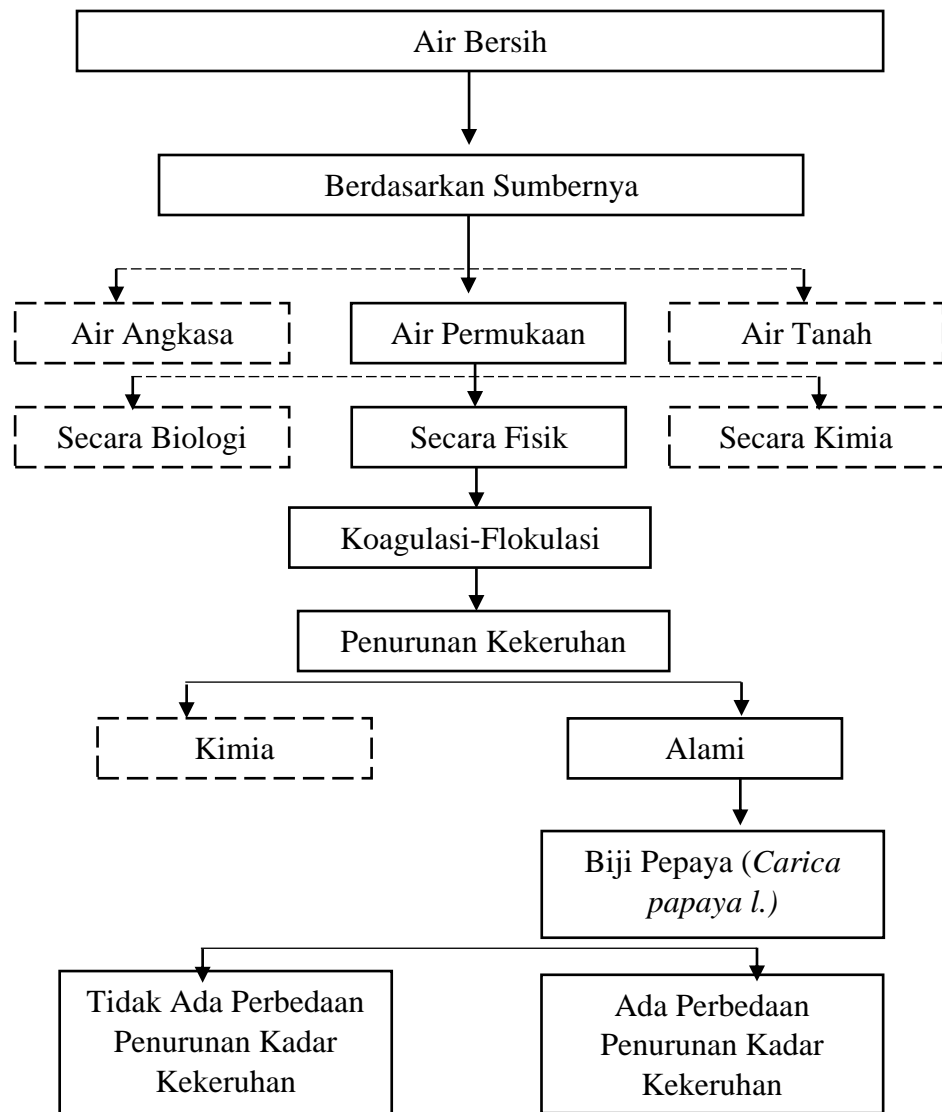 Air Bersih
Berdasarkan Sumbernya
Air Angkasa
Air Permukaan
Air Tanah
Secara Biologi
Secara Fisik
Secara Kimia
Koagulasi-Flokulasi
Penurunan Kekeruhan
Kimia
Alami
Biji Pepaya (Carica
papaya l.)
Tidak Ada Perbedaan
Penurunan Kadar
Kekeruhan
Ada Perbedaan
Penurunan Kadar
Kekeruhan